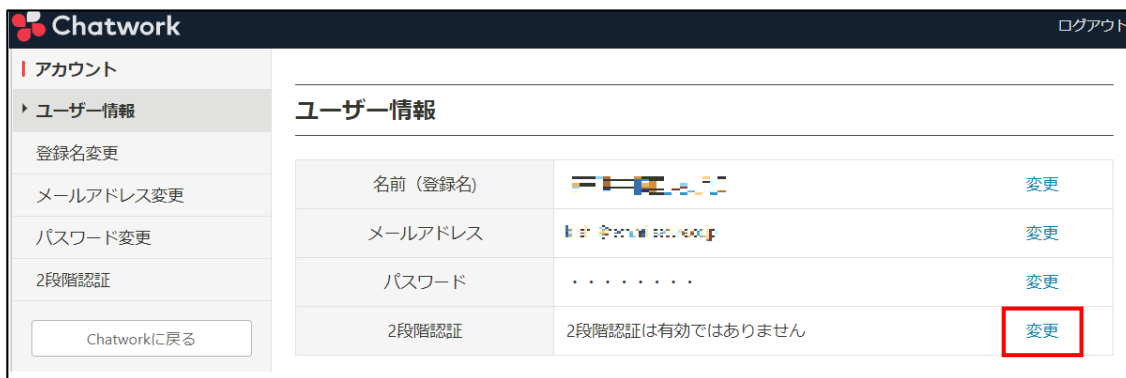 Chatwork
ログアウト
アカウント
ユーザー情報
登録名変更
メールアドレス変更
パスワード変更
2段階認証
Chatworkに戻る
ユーザー情報
名前（登録名) 変更
メールアドレス 変更
パスワード ・・・・・・・・ 変更
2段階認証 2段階認証は有効ではありません 変更